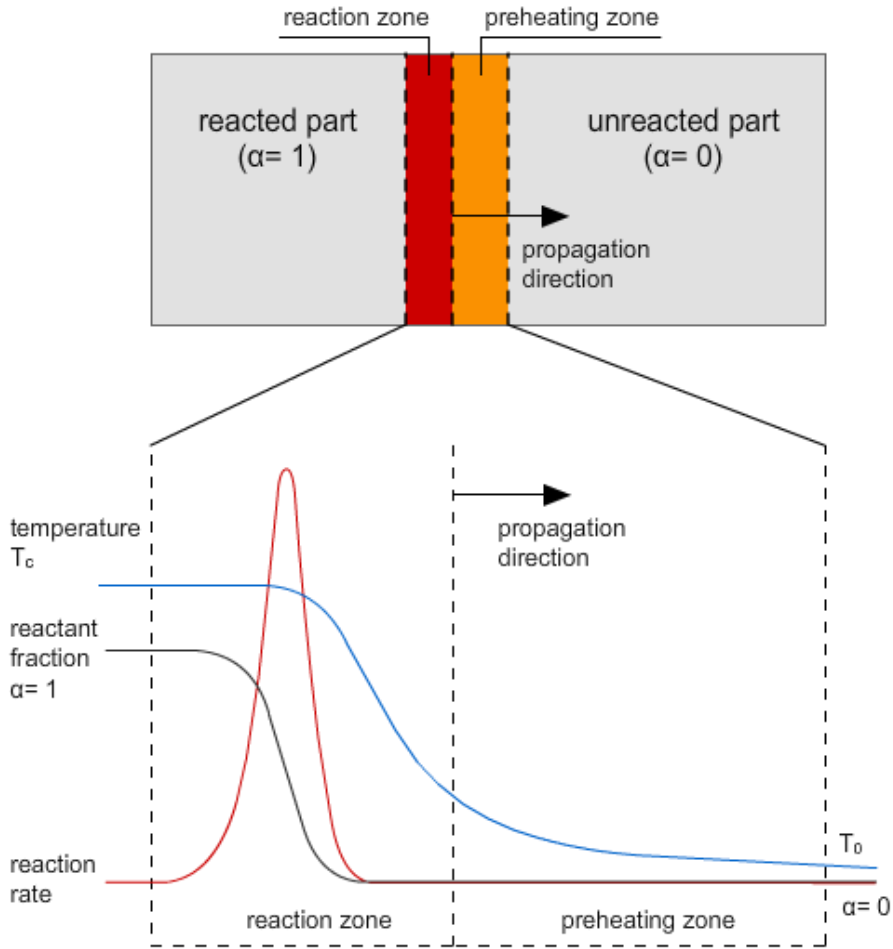 reaction zone
preheating zone
reacted part
(α= 1)
unreacted part
(α= 0)
propagation
direction
temperature
T꜀
propagation
direction
reactant
fraction
α= 1
reaction
rate
T₀
α= 0
reaction zone
preheating zone